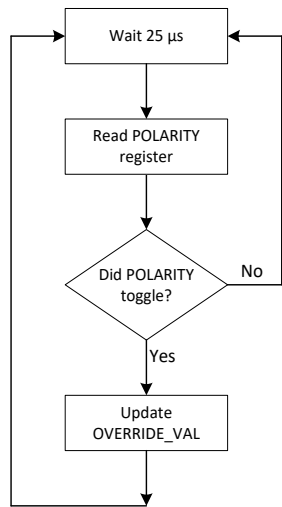 Wait 25 µs
Read POLARITY
register
Did POLARITY
toggle?
No
Yes
Update
OVERRIDE_VAL